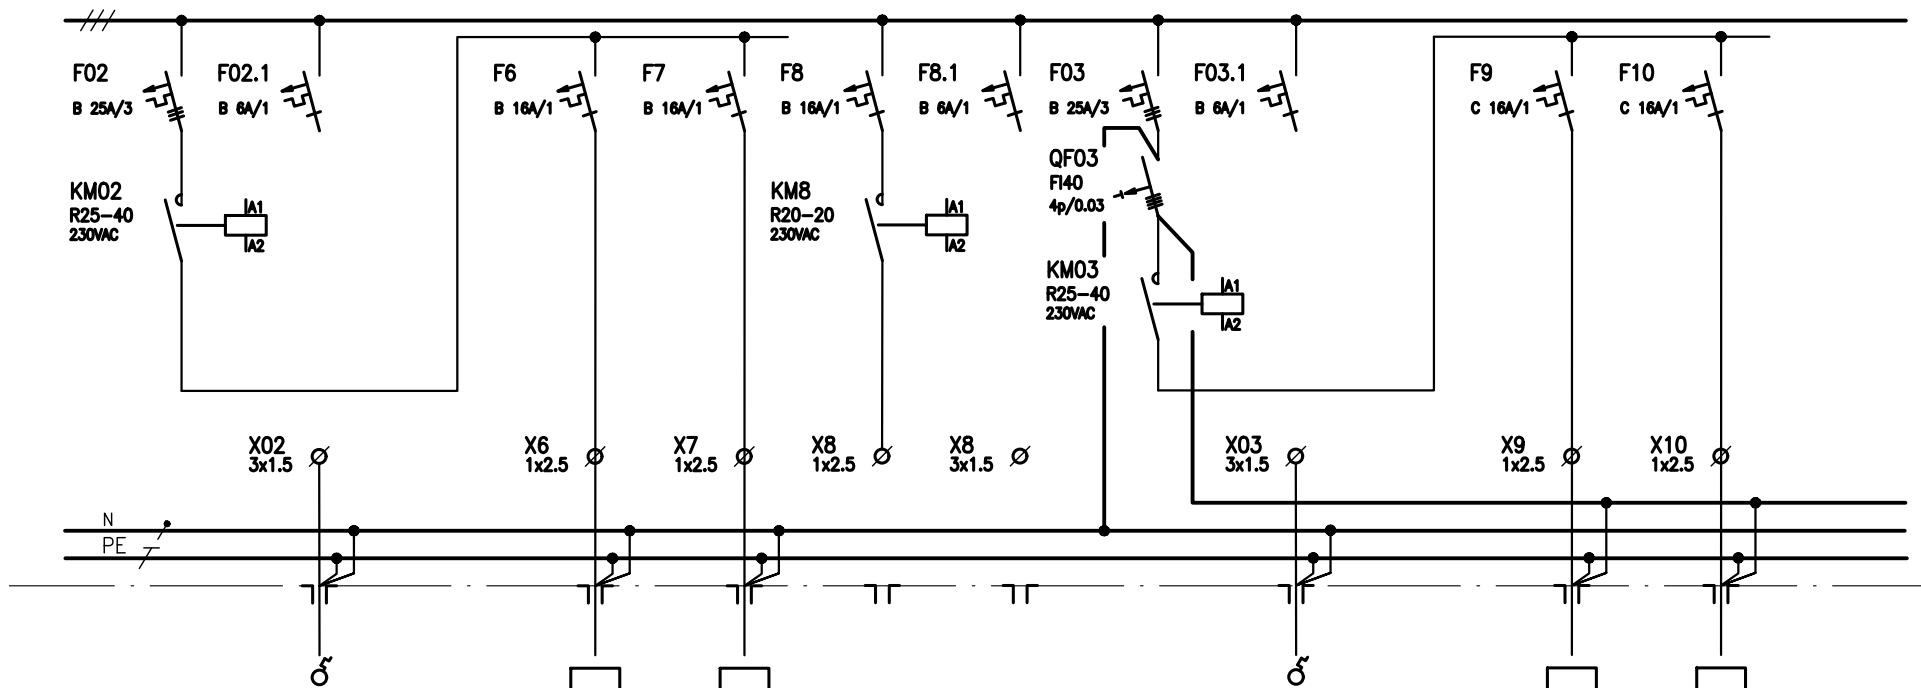 F02
B 25A/3
F02.1
B 6A/1
F6
B 16A/1
F7
B 16A/1
F8
B 16A/1
F8.1
B 6A/1
F03
B 25A/3
F03.1
B 6A/1
F9
C 16A/1
F10
C 16A/1
QF03
FI40
4p/0.03
KM02
R25-40
230VAC
A1
A2
KM8
R20-20
230VAC
A1
A2
KM03
R25-40
230VAC
A1
A2
X02
3x1.5
X6
1x2.5
X7
1x2.5
X8
1x2.5
X8
3x1.5
X03
3x1.5
X9
1x2.5
X10
1x2.5
N
PE